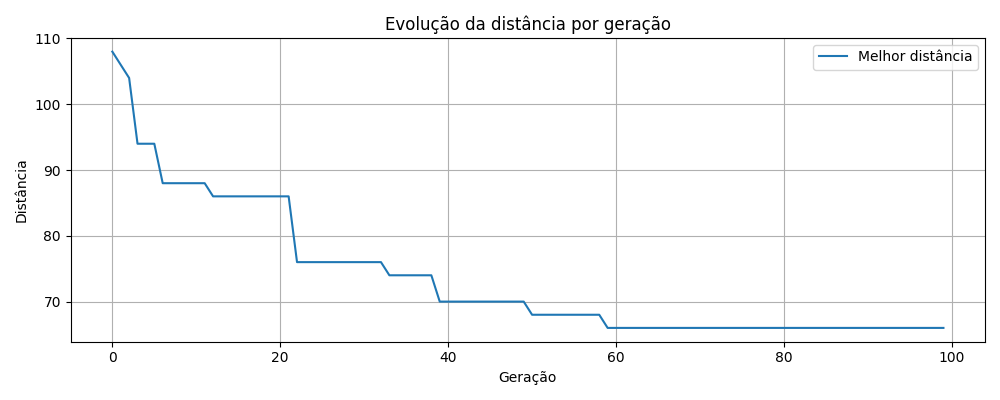 Evolução da distância por geração
Melhor distância
Distância
110
100
90
80
70
0 20 40 60 80 100
Geração